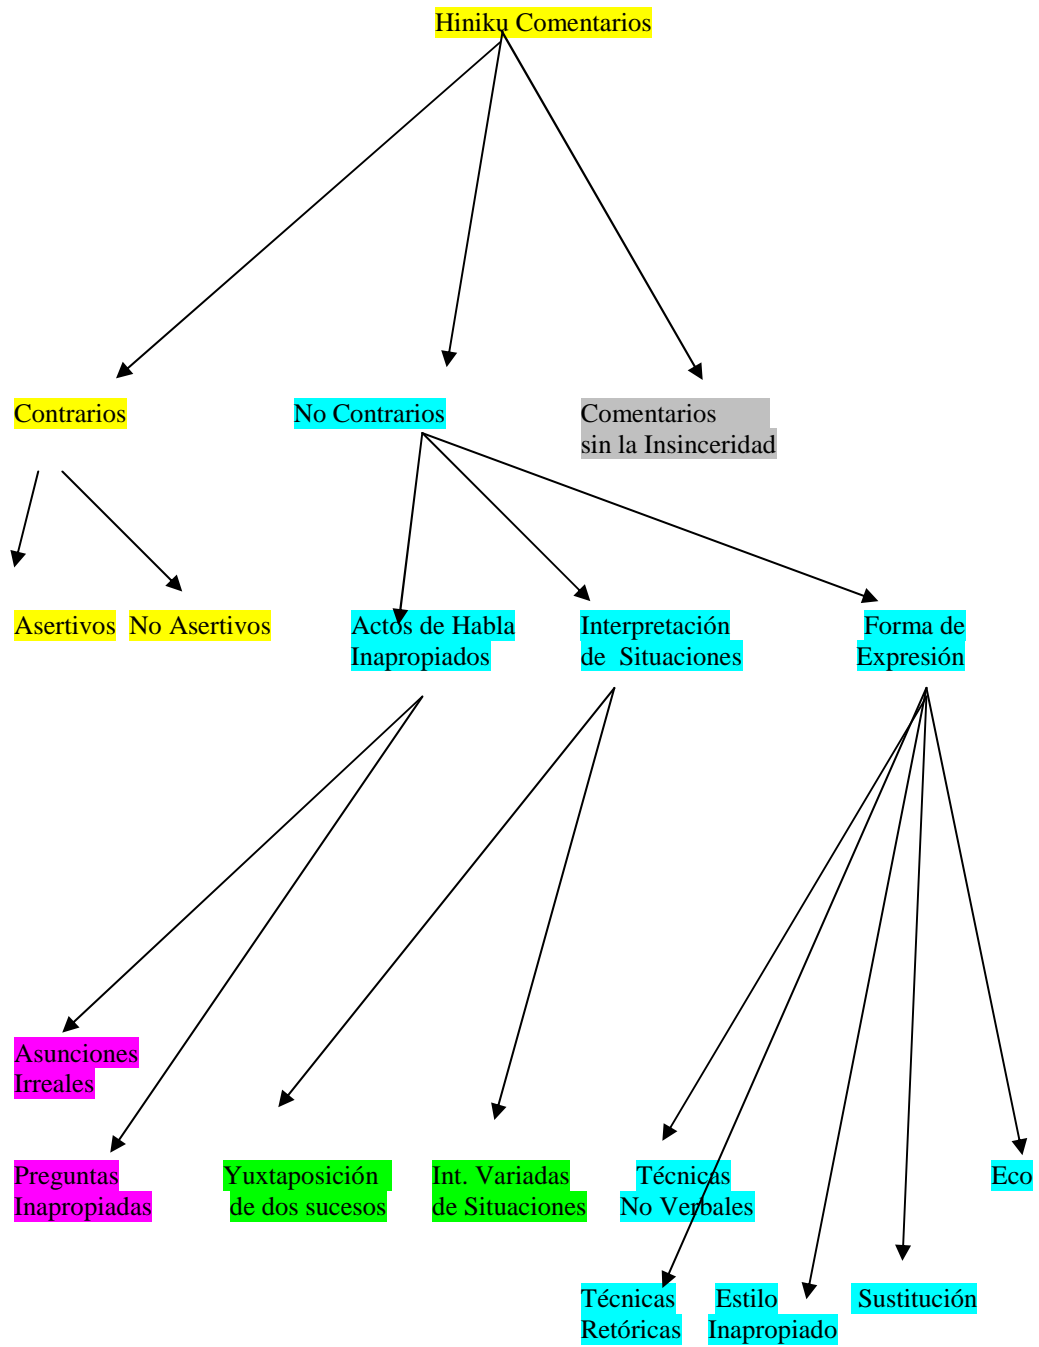 Hiniku Comentarios
Contrarios
No Contrarios
Comentarios
sin la Insinceridad
Asertivos
No Asertivos
Actos de Habla
Inapropiados
Interpretación
de Situaciones
Forma de
Expresión
Asunciones
Irreales
Preguntas
Inapropiadas
Yuxtaposición
de dos sucesos
Int. Variadas
de Situaciones
Técnicas
No Verbales
Eco
Técnicas
Retóricas
Estilo
Inapropiado
Sustitución